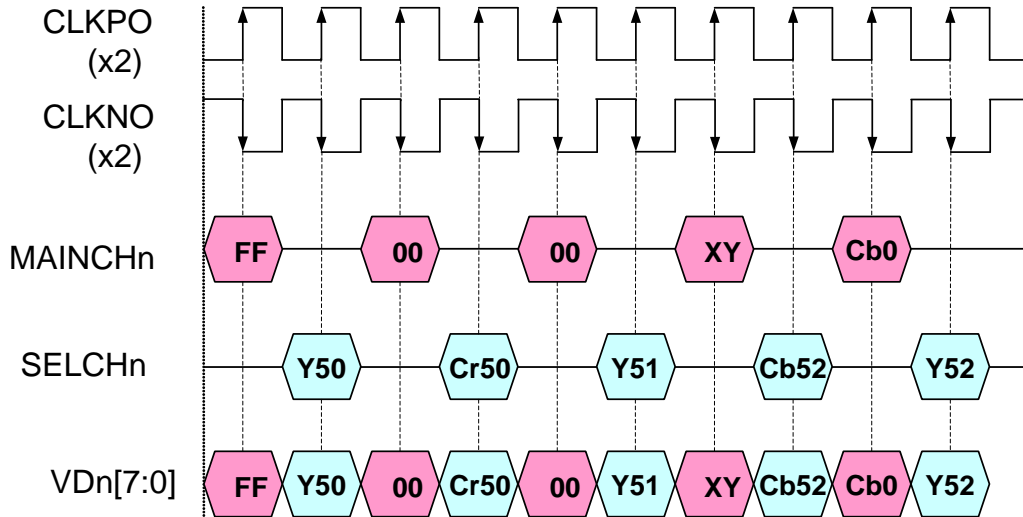 CLKPO
(x2)
CLKNO
(x2)
MAINCHn FF 00 00 XY Cb0
SELCHn Y50 Cr50 Y51 Cb52 Y52
VDn[7:0] FF Y50 00 Cr50 00 Y51 XY Cb52 Cb0 Y52